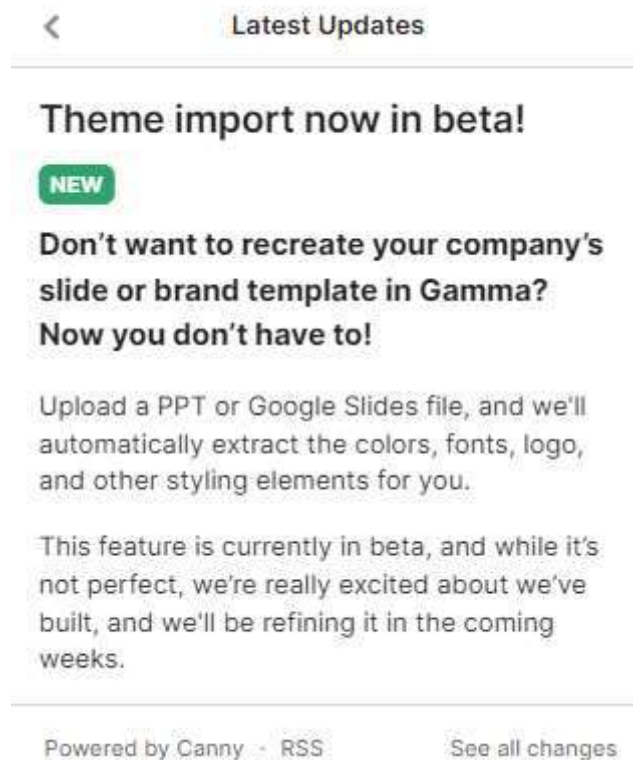 Latest Updates
Theme import now in beta!
NEW
Don't want to recreate your company's
slide or brand template in Gamma?
Now you don't have to!
Upload a PPT or Google Slides file, and we'll
automatically extract the colors, fonts, logo,
and other styling elements for you.
This feature is currently in beta, and while it's
not perfect, we're really excited about we've
built, and we'll be refining it in the coming
weeks.
Powered by Canny · RSS See all changes